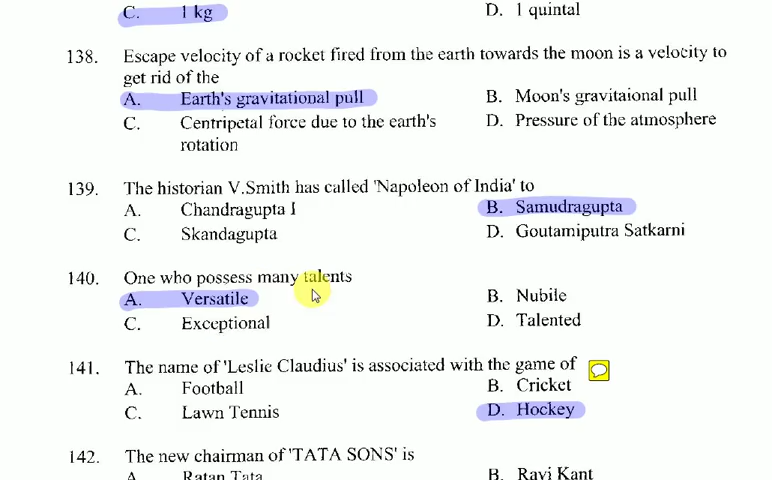 C. 1 kg D. 1 quintal
138. Escape velocity of a rocket fired from the earth towards the moon is a velocity to
get rid of the
A. Earth's gravitational pull B. Moon's gravitaional pull
C. Centripetal force due to the earth's D. Pressure of the atmosphere
rotation
139. The historian V.Smith has called 'Napoleon of India' to
A. Chandragupta I B. Samudragupta
C. Skandagupta D. Goutamiputra Satkarni
140. One who possess many talents
A. Versatile B. Nubile
C. Exceptional D. Talented
141. The name of 'Leslie Claudius' is associated with the game of
A. Football B. Cricket
C. Lawn Tennis D. Hockey
142. The new chairman of 'TATA SONS' is
A. Ratan Tata B. Ravi Kant